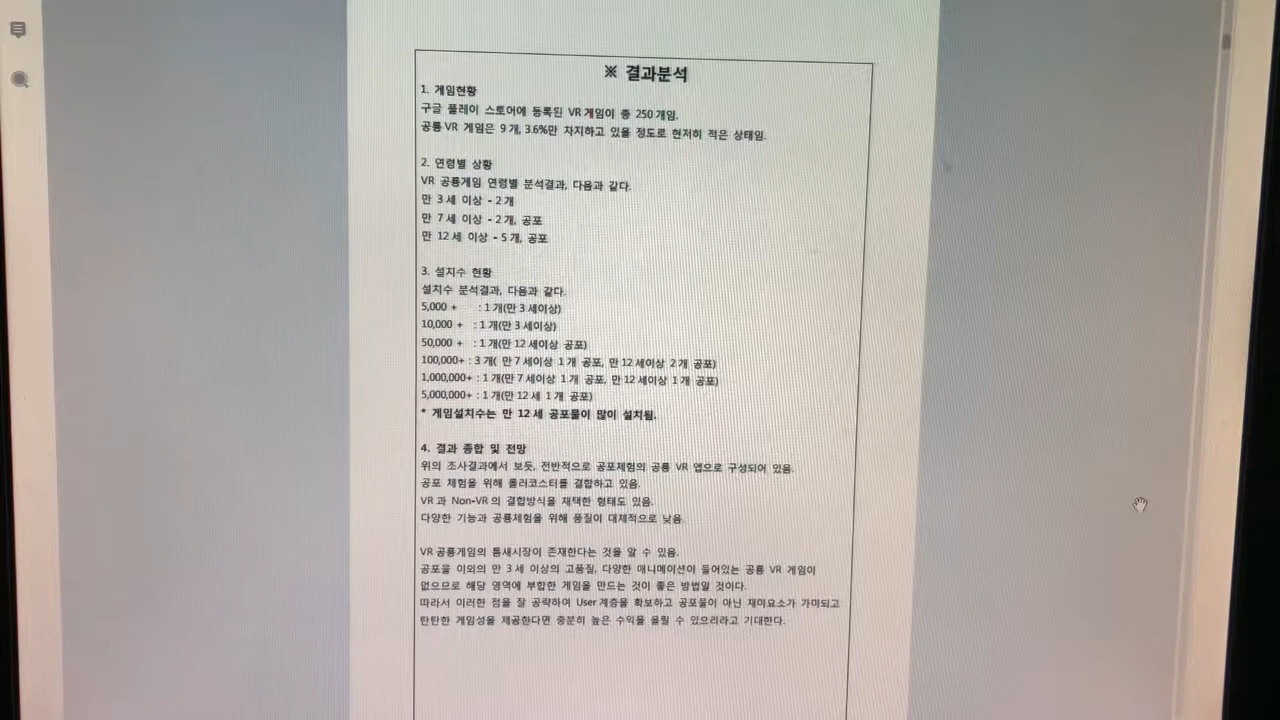 ※ 결과분석
1. 게임현황
구글 플레이 스토어에 등록된 VR 게임이 총 250 개임.
공룡 VR 게임은 9 개, 3.6%만 차지하고 있을 정도로 현저히 적은 상태임.
2. 연령별 상황
VR 공룡게임 연령별 분석결과, 다음과 같다.
만 3 세 이상 - 2 개
만 7 세 이상 - 2 개, 공포
만 12 세 이상 - 5 개, 공포
3. 설치수 현황
설치수 분석결과, 다음과 같다.
5,000 + : 1 개(만 3 세이상)
10,000 + : 1 개(만 3 세이상)
50,000 + : 1 개(만 12 세이상 공포)
100,000+ : 3 개( 만 7 세이상 1 개 공포, 만 12 세이상 2 개 공포)
1,000,000+ : 1 개(만 7 세이상 1 개 공포, 만 12 세이상 1 개 공포)
5,000,000+ : 1 개(만 12 세 1 개 공포)
* 게임설치수는 만 12 세 공포물이 많이 설치됨.
4. 결과 종합 및 전망
위의 조사결과에서 보듯, 전반적으로 공포체험의 공룡 VR 앱으로 구성되어 있음.
공포 체험을 위해 롤러코스터를 결합하고 있음.
VR 과 Non-VR 의 결합방식을 채택한 형태도 있음.
다양한 기능과 공룡체험을 위해 품질이 대체적으로 낮음.
VR 공룡게임의 틈새시장이 존재한다는 것을 알 수 있음.
공포물 이외의 만 3 세 이상의 고품질, 다양한 애니메이션이 들어있는 공룡 VR 게임이
없으므로 해당 영역에 부합한 게임을 만드는 것이 좋은 방법일 것이다.
따라서 이러한 점을 잘 공략하여 User 계층을 확보하고 공포물이 아닌 재미요소가 가미되고
탄탄한 게임성을 제공한다면 충분히 높은 수익을 올릴 수 있으리라고 기대한다.